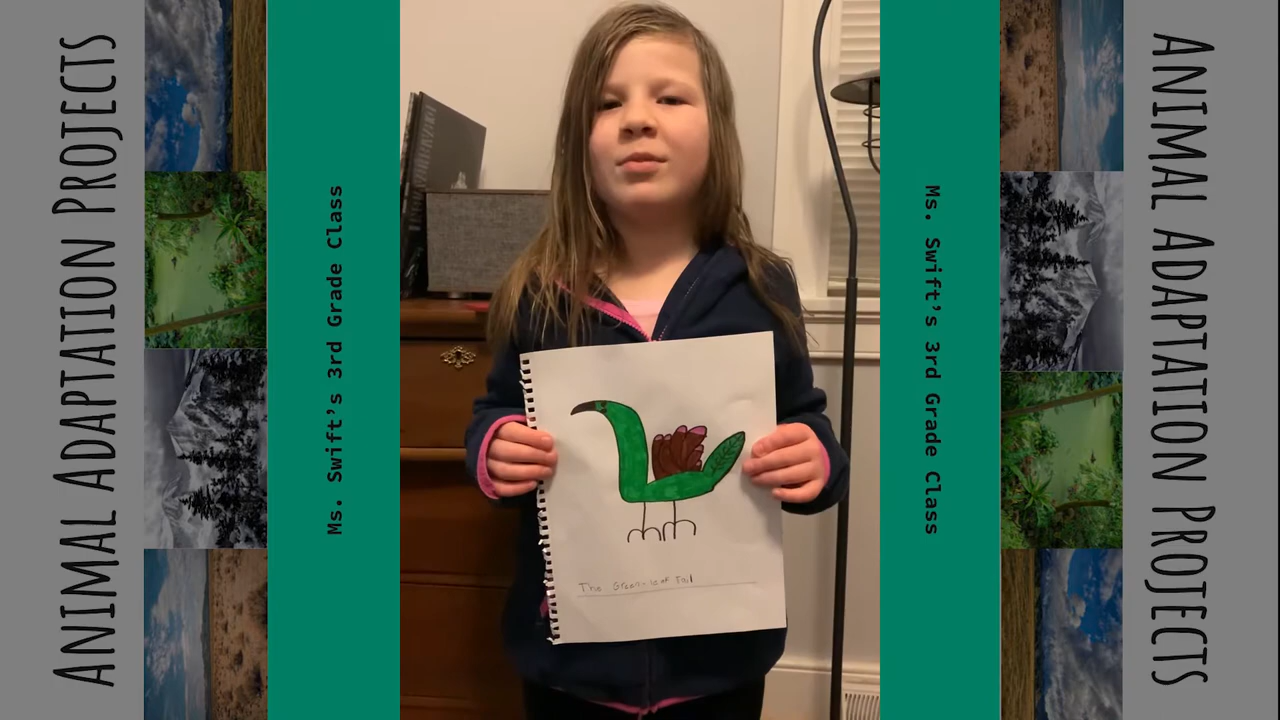 ANIMAL ADAPTATION PROJECTS
Ms. Swift's 3rd Grade Class
The Green-leaf Tail
Ms. Swift's 3rd Grade Class
ANIMAL ADAPTATION PROJECTS